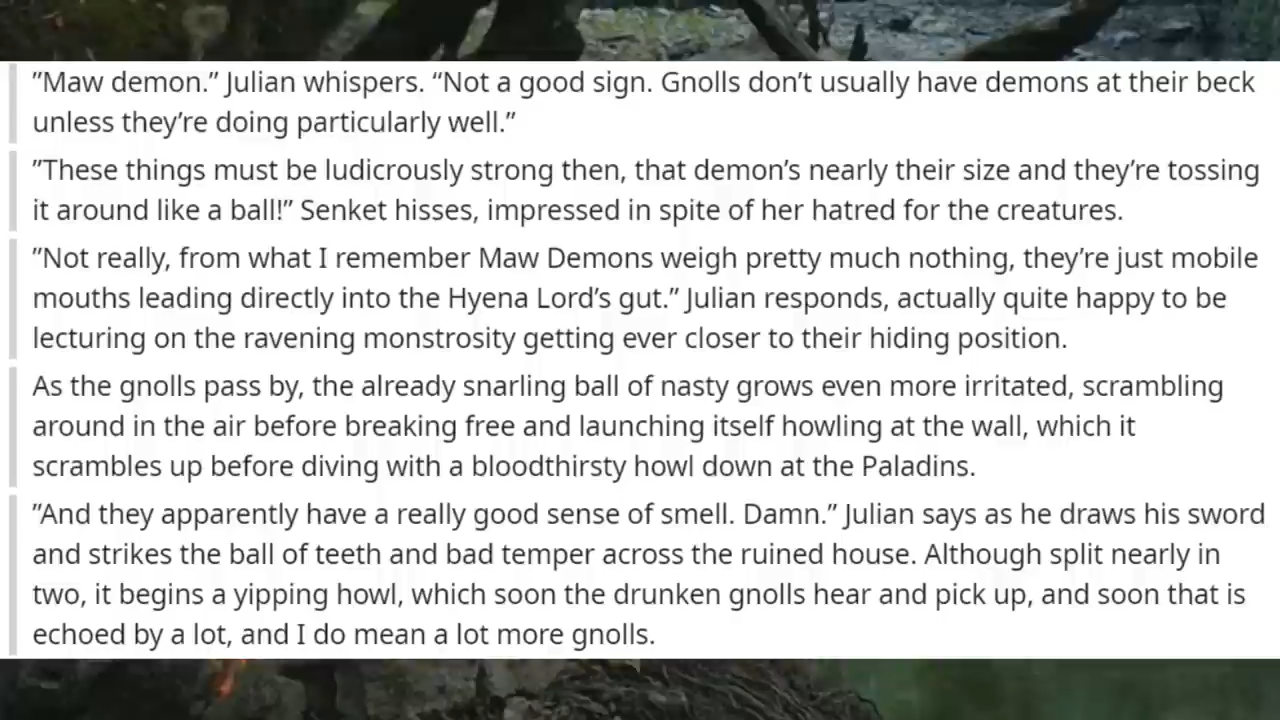 ”Maw demon.” Julian whispers. “Not a good sign. Gnolls don’t usually have demons at their beck
unless they’re doing particularly well.”
”These things must be ludicrously strong then, that demon’s nearly their size and they’re tossing
it around like a ball!” Senket hisses, impressed in spite of her hatred for the creatures.
”Not really, from what I remember Maw Demons weigh pretty much nothing, they’re just mobile
mouths leading directly into the Hyena Lord’s gut.” Julian responds, actually quite happy to be
lecturing on the ravening monstrosity getting ever closer to their hiding position.
As the gnolls pass by, the already snarling ball of nasty grows even more irritated, scrambling
around in the air before breaking free and launching itself howling at the wall, which it
scrambles up before diving with a bloodthirsty howl down at the Paladins.
”And they apparently have a really good sense of smell. Damn.” Julian says as he draws his sword
and strikes the ball of teeth and bad temper across the ruined house. Although split nearly in
two, it begins a yipping howl, which soon the drunken gnolls hear and pick up, and soon that is
echoed by a lot, and I do mean a lot more gnolls.